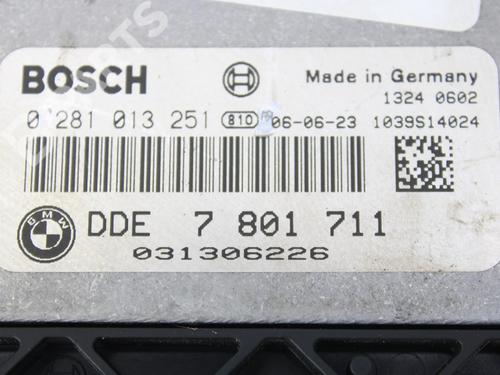 BOSCH
Made in Germany
1324 0602
0 281 013 251 810 06-06-23 1039S14024
BMW
DDE 7 801 711
031306226